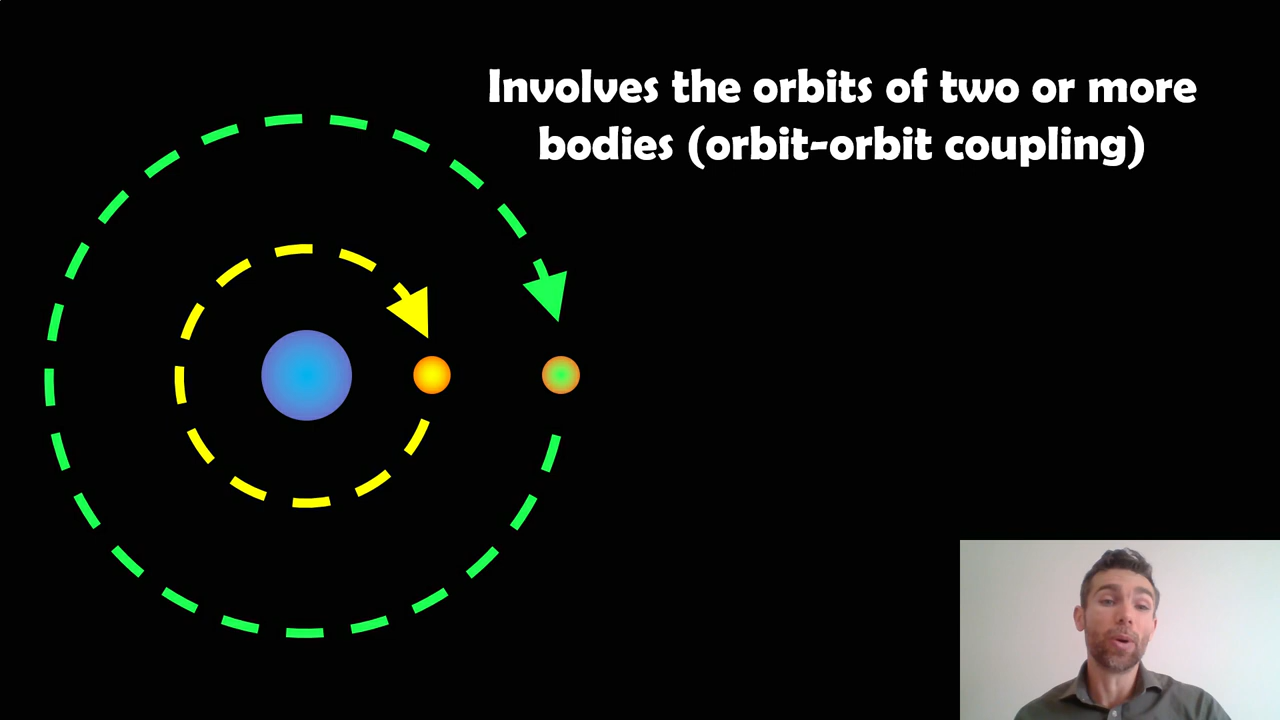 Involves the orbits of two or more
bodies (orbit-orbit coupling)